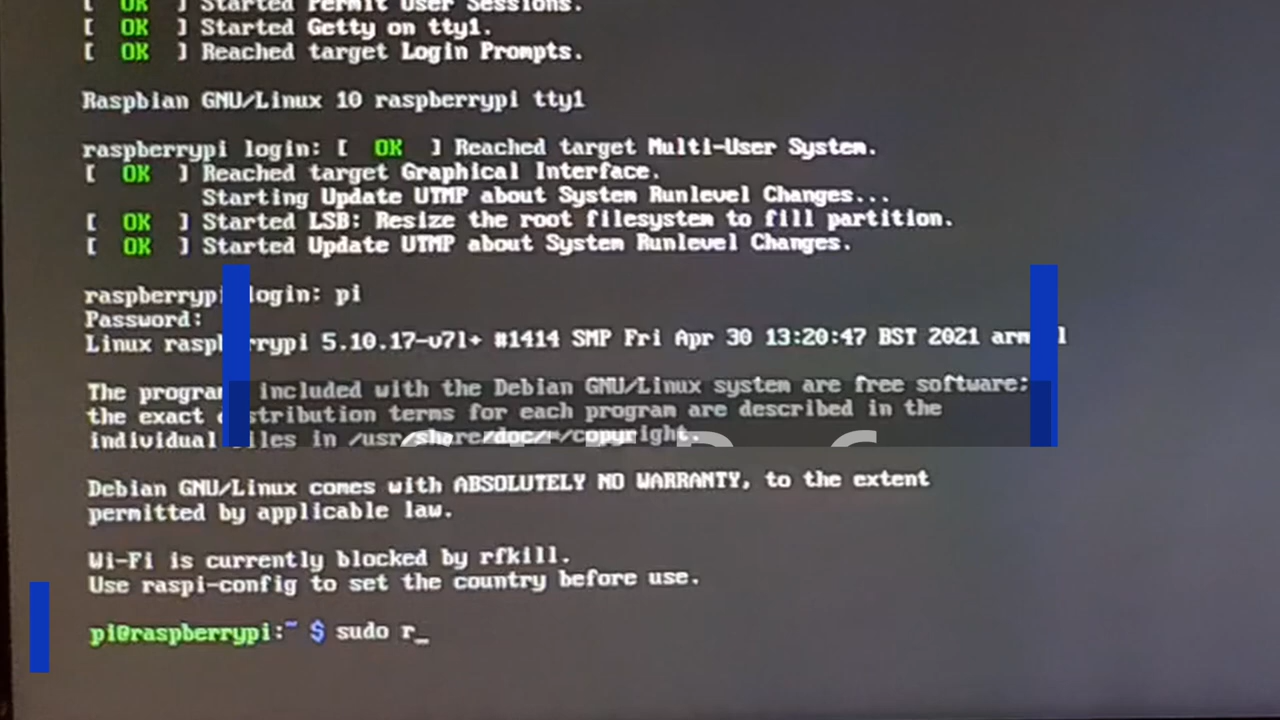 [ OK ] Started Permit User Sessions.
[ OK ] Started Getty on tty1.
[ OK ] Reached target Login Prompts.
Raspbian GNU/Linux 10 raspberrypi tty1
raspberrypi login: [ OK ] Reached target Multi-User System.
[ OK ] Reached target Graphical Interface.
Starting Update UTMP about System Runlevel Changes...
[ OK ] Started LSB: Resize the root filesystem to fill partition.
[ OK ] Started Update UTMP about System Runlevel Changes.
raspberrypi login: pi
Password:
Linux raspberrypi 5.10.17-v7l+ #1414 SMP Fri Apr 30 13:20:47 BST 2021
The programs included with the Debian GNU/Linux system are free software;
the exact distribution terms for each program are described in the
individual files in /usr/share/doc/*/copyright.
Debian GNU/Linux comes with ABSOLUTELY NO WARRANTY, to the extent
permitted by applicable law.
Wi-Fi is currently blocked by rfkill.
Use raspi-config to set the country before use.
pi@raspberrypi:~ $ sudo r_